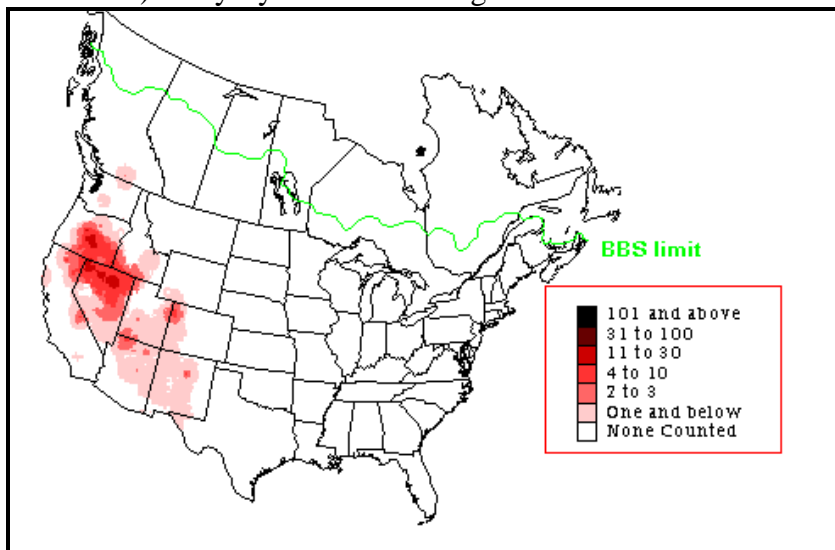 BBS limit
101 and above
31 to 100
11 to 30
4 to 10
2 to 3
One and below
None Counted